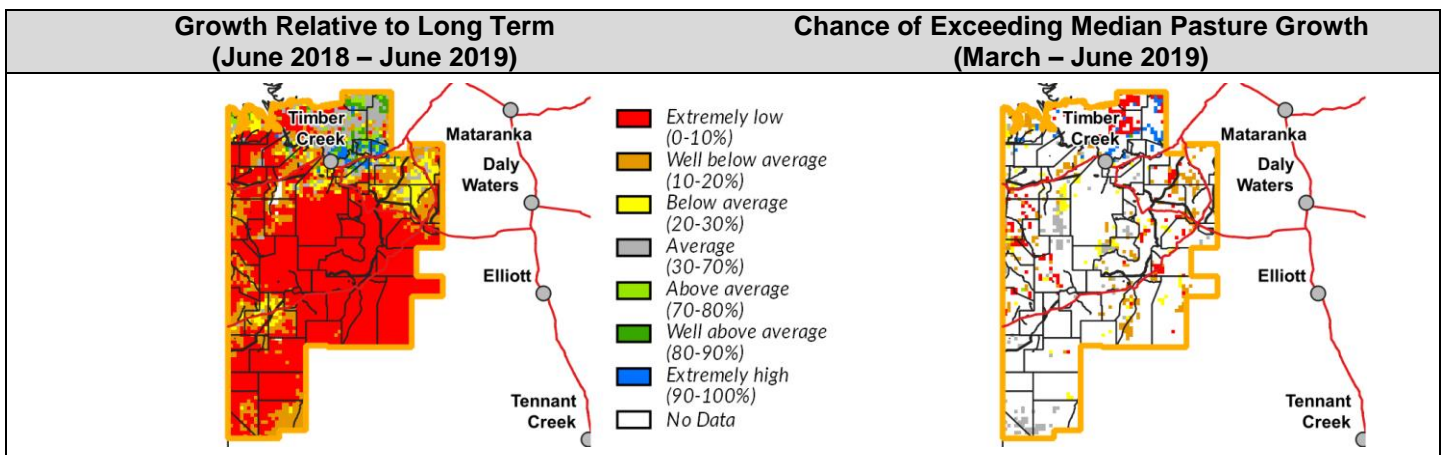 Growth Relative to Long Term
(June 2018 – June 2019)
Chance of Exceeding Median Pasture Growth
(March – June 2019)
Timber
Creek
Mataranka
Daly
Waters
Elliott
Tennant
Creek
Extremely low
(0-10%)
Well below average
(10-20%)
Below average
(20-30%)
Average
(30-70%)
Above average
(70-80%)
Well above average
(80-90%)
Extremely high
(90-100%)
No Data
Timber
Creek
Mataranka
Daly
Waters
Elliott
Tennant
Creek